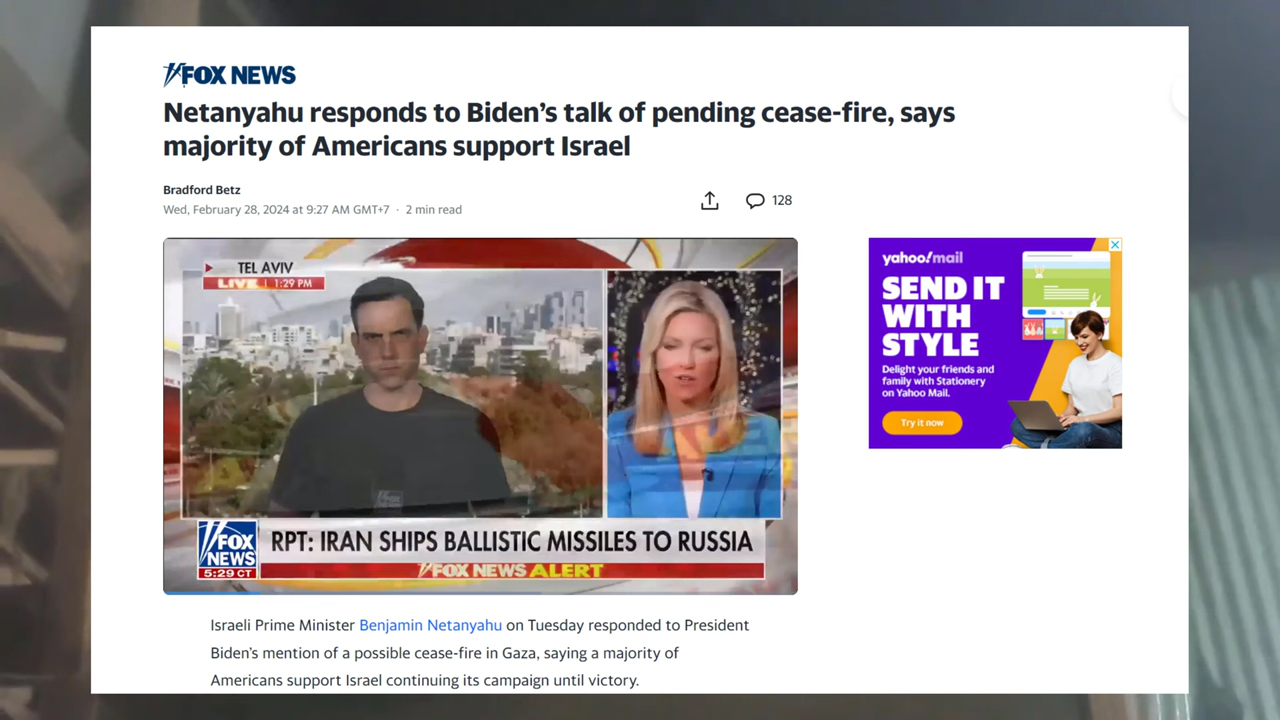 FOX NEWS
Netanyahu responds to Biden's talk of pending cease-fire, says
majority of Americans support Israel
Bradford Betz
Wed, February 28, 2024 at 9:27 AM GMT+7 · 2 min read
128
TEL AVIV
LIVE | 1:29 PM
FOX NEWS
FOX
NEWS
5:29 CT
RPT: IRAN SHIPS BALLISTIC MISSILES TO RUSSIA
FOX NEWS ALERT
yahoo!mail
SEND IT
WITH
STYLE
Delight your friends and
family with Stationery
on Yahoo Mail.
Try it now
Israeli Prime Minister Benjamin Netanyahu on Tuesday responded to President
Biden's mention of a possible cease-fire in Gaza, saying a majority of
Americans support Israel continuing its campaign until victory.